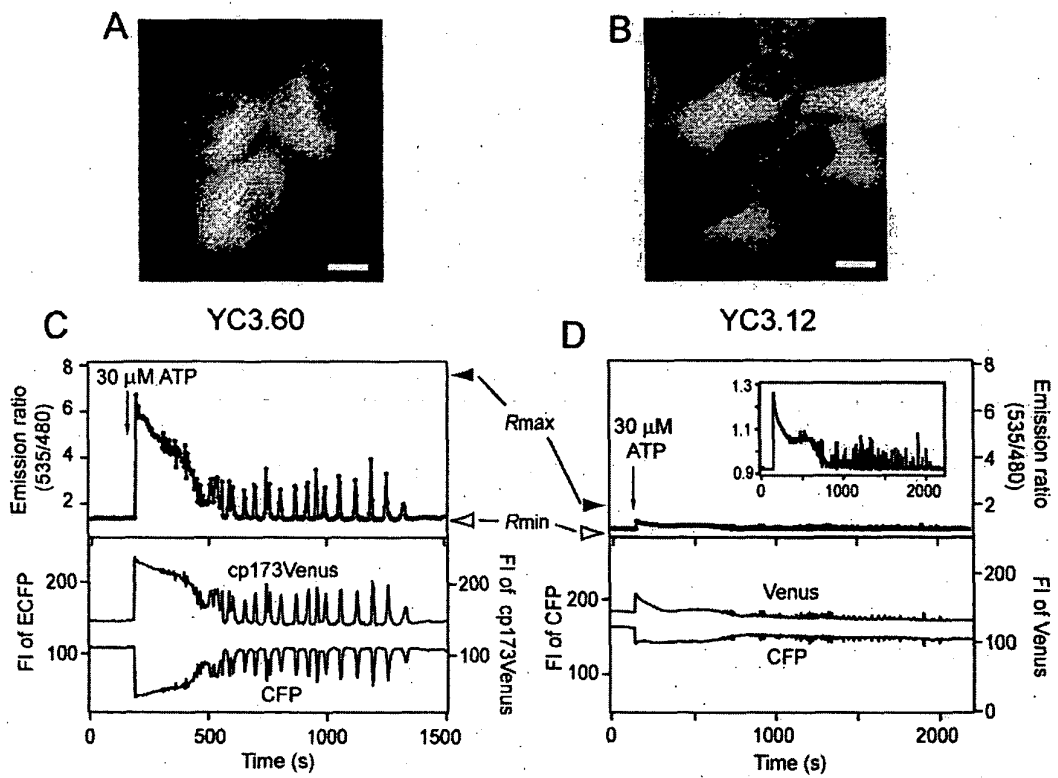 A
B
YC3.60
YC3.12
C
D
8
6
4
2
Emission ratio
(535/480)
30 μM ATP
Rmax
Rmin
30 μM
ATP
1.3
1.1
0.9
0 1000 2000
8
6
4
2
0
Emission ratio
(535/480)
200
100
FI of ECFP
cp173Venus
CFP
200
100
FI of cp173Venus
0 500 1000 1500
Time (s)
200
100
FI of CFP
Venus
CFP
200
100
0
FI of Venus
0 1000 2000
Time (s)